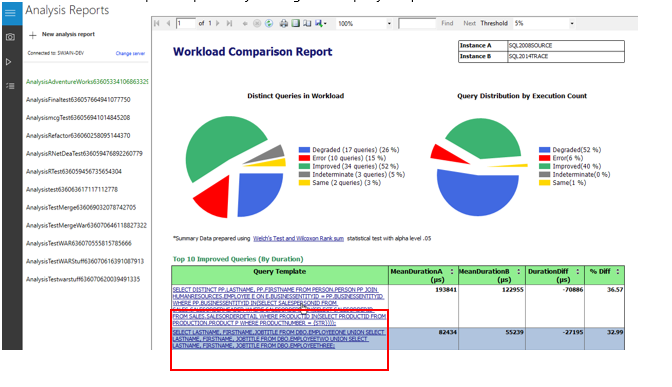 Analysis Reports
New analysis report
Connected to: SWJAIN-DEV
Change server
AnalysisAdventureWorks63605334106863329
AnalysisFinaltest636057664941077750
AnalysismcgTest636056941014845208
AnalysisRefactor636060258095144370
AnalysisRNetDeaTest636059476892260779
AnalysisRTest636059456735654304
Analysistest636063617117112778
AnalysisTestMerge636069032078742705
AnalysisTestMergeWar636070646118827322
AnalysisTestWAR636070555815785666
AnalysisTestWARStuff636070616391087913
AnalysisTestwarstuff636070620039491335
1 of 1
100%
Find Next Threshold 5%
Workload Comparison Report
Instance A SQL2008SOURCE
Instance B SQL2014TRACE
Distinct Queries in Workload
Degraded (17 queries) (26 %)
Error (10 queries) (15 %)
Improved (34 queries) (52 %)
Indeterminate (3 queries) (5 %)
Same (2 queries) (3 %)
Query Distribution by Execution Count
Degraded(52 %)
Error(6 %)
Improved(40 %)
Indeterminate(0 %)
Same(1 %)
*Summary Data prepared using Welch's Test and Wilcoxon Rank sum statistical test with alpha level .05
Top 10 Improved Queries (By Duration)
Query Template MeanDurationA (µs) MeanDurationB (µs) DurationDiff (µs) % Diff
SELECT DISTINCT PP.LASTNAME, PP.FIRSTNAME FROM PERSON.PERSON PP JOIN
HUMANRESOURCES.EMPLOYEE E ON E.BUSINESSENTITYID = PP.BUSINESSENTITYID
WHERE PP.BUSINESSENTITYID IN(SELECT SALESPERSONID FROM
FROM SALES.SALESORDERDETAIL WHERE PRODUCTID IN(SELECT PRODUCTID FROM
PRODUCTION.PRODUCT P WHERE PRODUCTNUMBER = {STR})));
193841 122955 -70886 36.57
SELECT LASTNAME, FIRSTNAME,JOBTITLE FROM DBO.EMPLOYEEONE UNION SELECT
LASTNAME, FIRSTNAME, JOBTITLE FROM DBO.EMPLOYEETWO UNION SELECT
LASTNAME, FIRSTNAME, JOBTITLE FROM DBO.EMPLOYEETHREE;
82434 55239 -27195 32.99